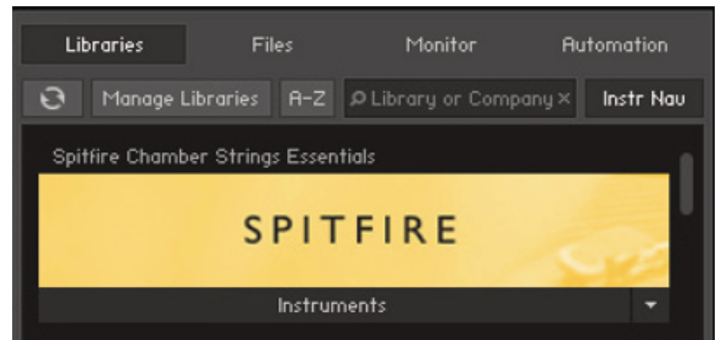 Libraries Files Monitor Automation
Manage Libraries A-Z Library or Company × Instr Nav
Spitfire Chamber Strings Essentials
SPITFIRE
Instruments